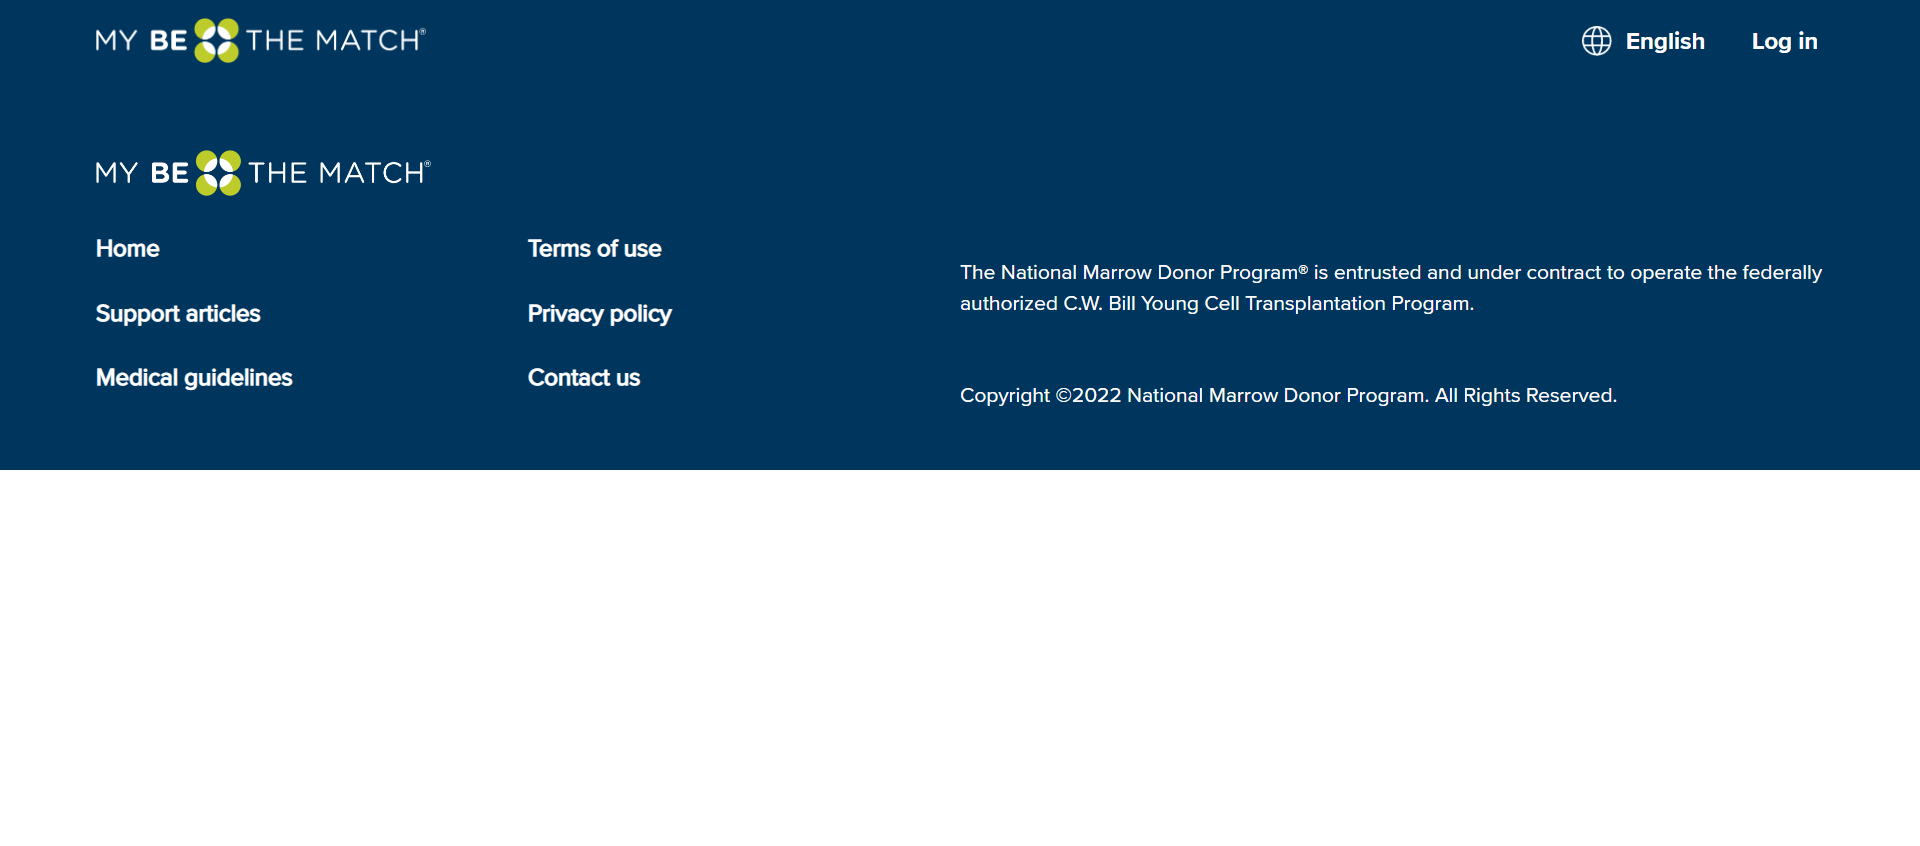 MY BE THE MATCH®
English
Log in
MY BE THE MATCH®
Home
Terms of use
Support articles
Privacy policy
Medical guidelines
Contact us
The National Marrow Donor Program® is entrusted and under contract to operate the federally
authorized C.W. Bill Young Cell Transplantation Program.
Copyright ©2022 National Marrow Donor Program. All Rights Reserved.